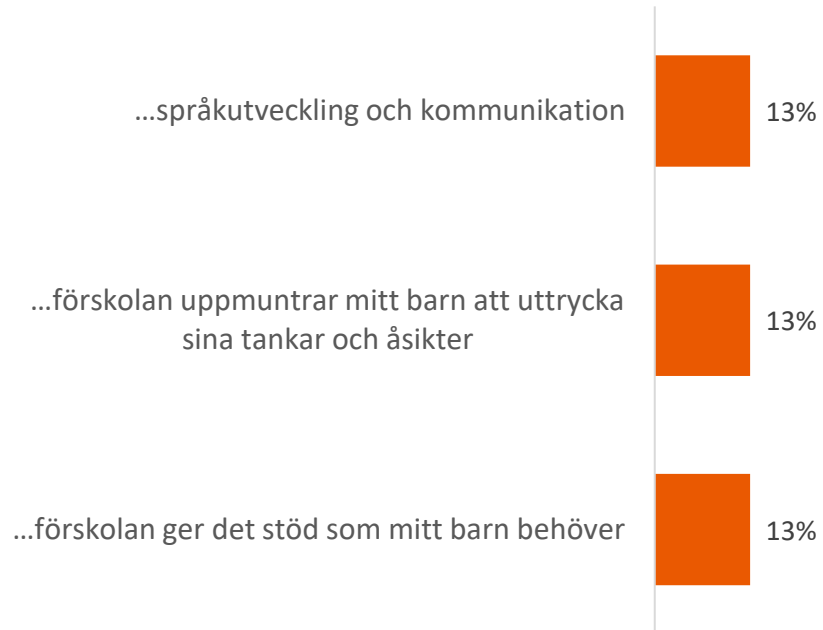 ...språkutveckling och kommunikation
13%
...förskolan uppmuntrar mitt barn att uttrycka
sina tankar och åsikter
13%
...förskolan ger det stöd som mitt barn behöver
13%